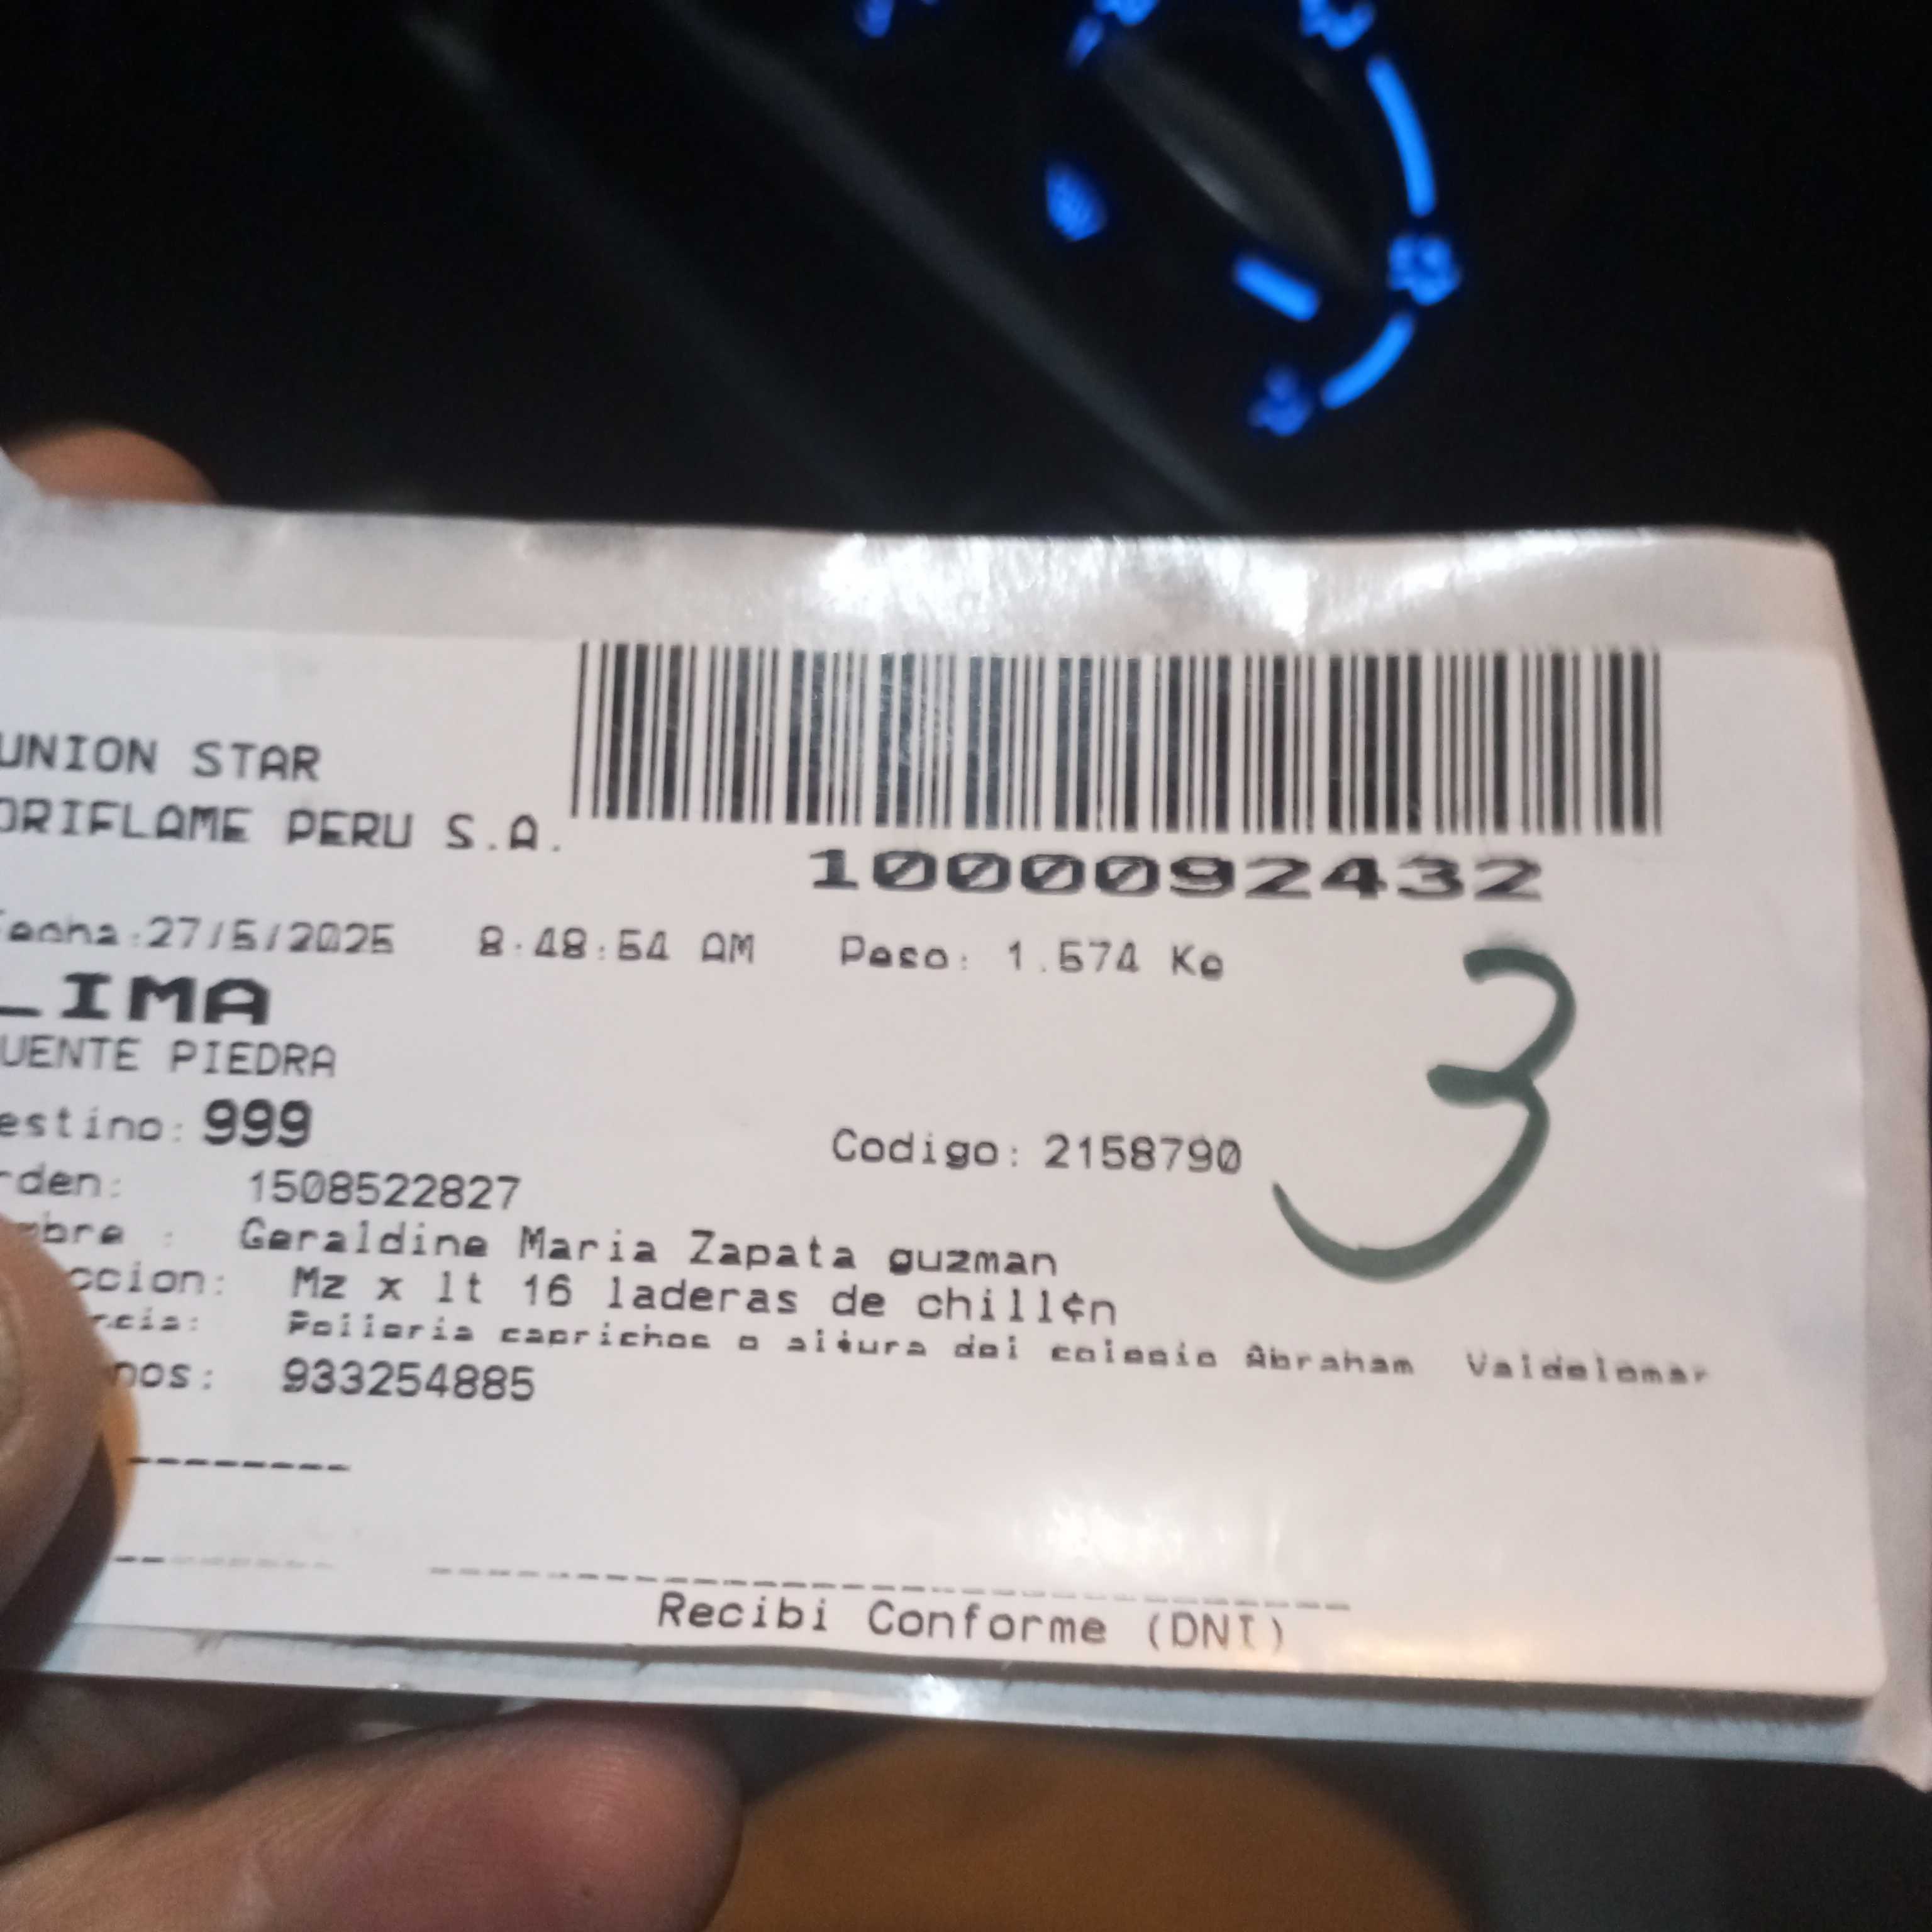 UNION STAR
ORIFLAME PERU S.A.
1000092432
Fecha:27/5/2025 8:48:54 AM Peso: 1.574 Kg
LIMA
UENTE PIEDRA
estino: 999
Codigo: 2158790
rden: 1508522827
mbre : Geraldine Maria Zapata guzman
ccion: Mz x lt 16 laderas de chill¢n
rcia: Polleria caprichos o altura del colegio Abraham Valdelomar
nos: 933254885
3
Recibi Conforme (DNI)